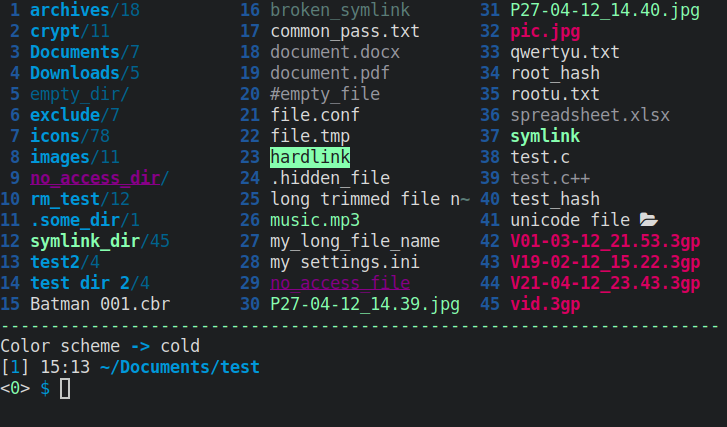 1 archives/18 16 broken_symlink 31 P27-04-12_14.40.jpg
2 crypt/11 17 common_pass.txt 32 pic.jpg
3 Documents/7 18 document.docx 33 qwertyu.txt
4 Downloads/5 19 document.pdf 34 root_hash
5 empty_dir/ 20 #empty_file 35 rootu.txt
6 exclude/7 21 file.conf 36 spreadsheet.xlsx
7 icons/78 22 file.tmp 37 symlink
8 images/11 23 hardlink 38 test.c
9 no_access_dir/ 24 .hidden_file 39 test.c++
10 rm_test/12 25 long trimmed file n~ 40 test_hash
11 .some_dir/1 26 music.mp3 41 unicode file 📂
12 symlink_dir/45 27 my_long_file_name 42 V01-03-12_21.53.3gp
13 test2/4 28 my settings.ini 43 V19-02-12_15.22.3gp
14 test dir 2/4 29 no_access_file 44 V21-04-12_23.43.3gp
15 Batman 001.cbr 30 P27-04-12_14.39.jpg 45 vid.3gp
------------------------------------------------------------------------
Color scheme -> cold
[1] 15:13 ~/Documents/test
<0> $